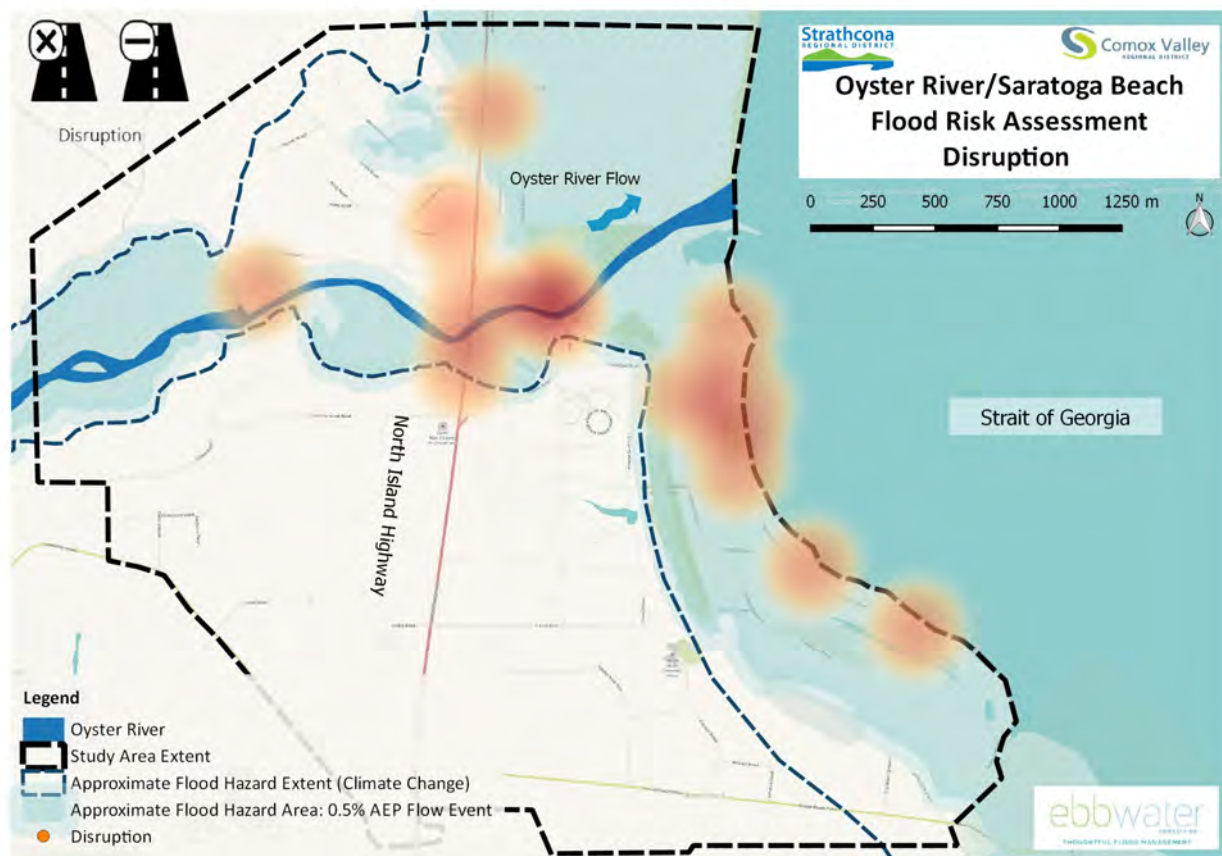 Disruption
Strathcona
REGIONAL DISTRICT
Comox Valley
REGIONAL DISTRICT
Oyster River/Saratoga Beach
Flood Risk Assessment
Disruption
0 250 500 750 1000 1250 m
N
Oyster River Flow
Strait of Georgia
North Island Highway
Legend
Oyster River
Study Area Extent
Approximate Flood Hazard Extent (Climate Change)
Approximate Flood Hazard Area: 0.5% AEP Flow Event
Disruption
ebbwater
THOUGHTFUL FLOOD MANAGEMENT